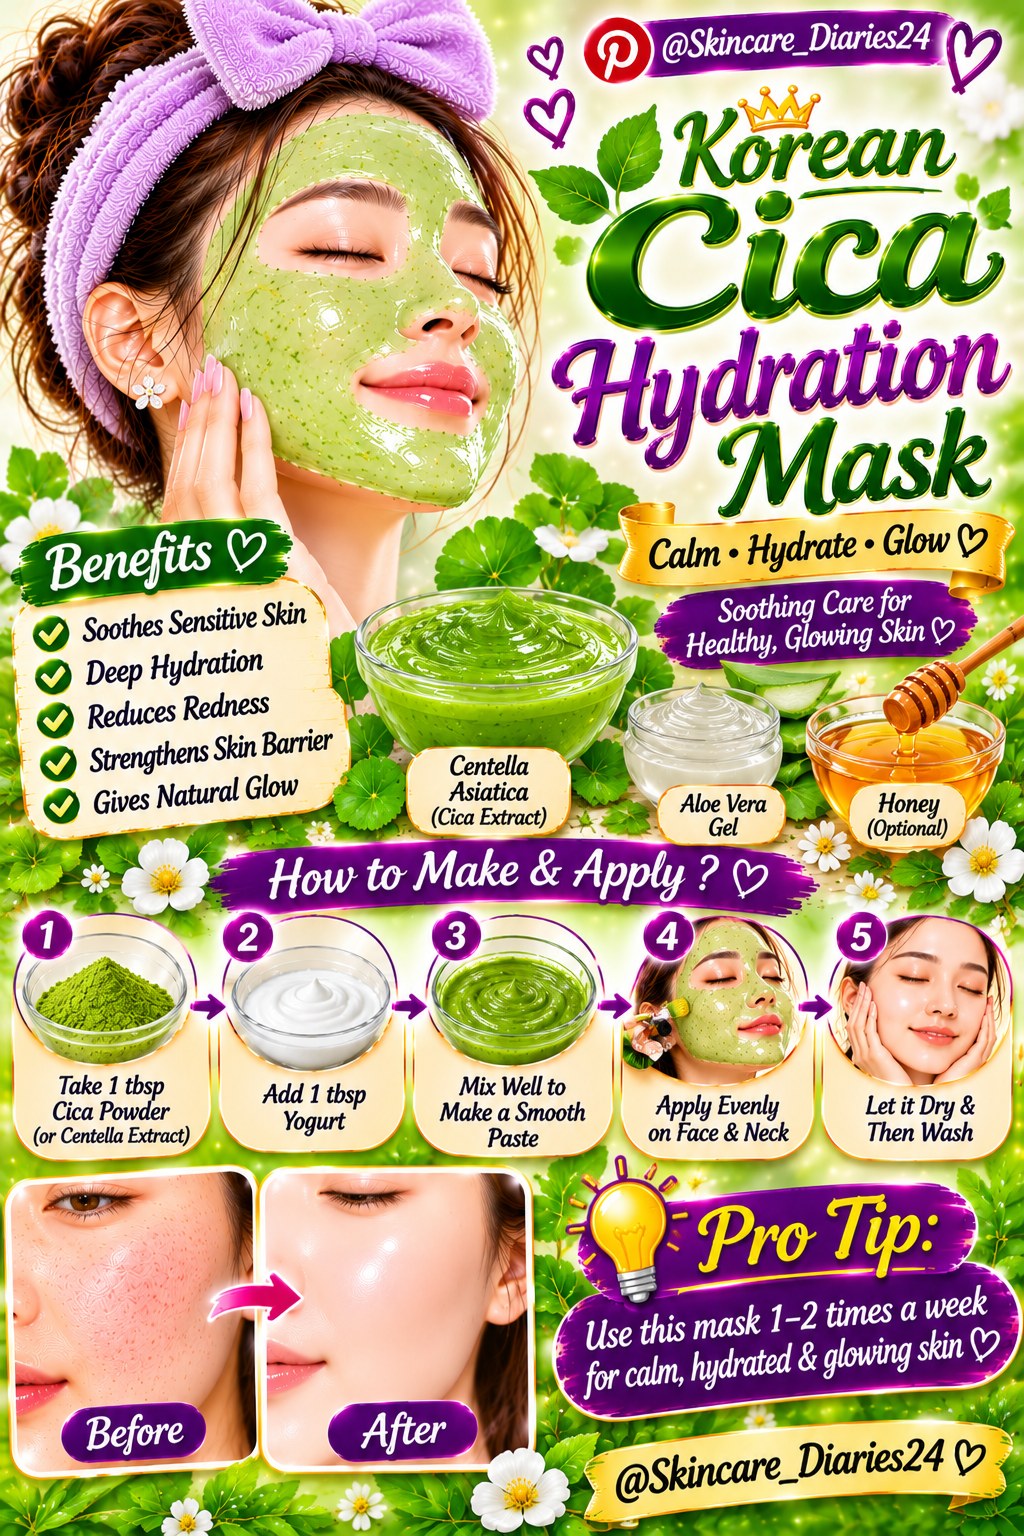 @Skincare_Diaries24
Korean
Cica
Hydration
Mask
Calm • Hydrate • Glow
Soothing Care for
Healthy, Glowing Skin
Benefits
Soothes Sensitive Skin
Deep Hydration
Reduces Redness
Strengthens Skin Barrier
Gives Natural Glow
Centella
Asiatica
(Cica Extract)
Aloe Vera
Gel
Honey
(Optional)
How to Make & Apply ?
1
Take 1 tbsp
Cica Powder
(or Centella Extract)
2
Add 1 tbsp
Yogurt
3
Mix Well to
Make a Smooth
Paste
4
Apply Evenly
on Face & Neck
5
Let it Dry &
Then Wash
Before
After
Pro Tip:
Use this mask 1–2 times a week
for calm, hydrated & glowing skin
@Skincare_Diaries24